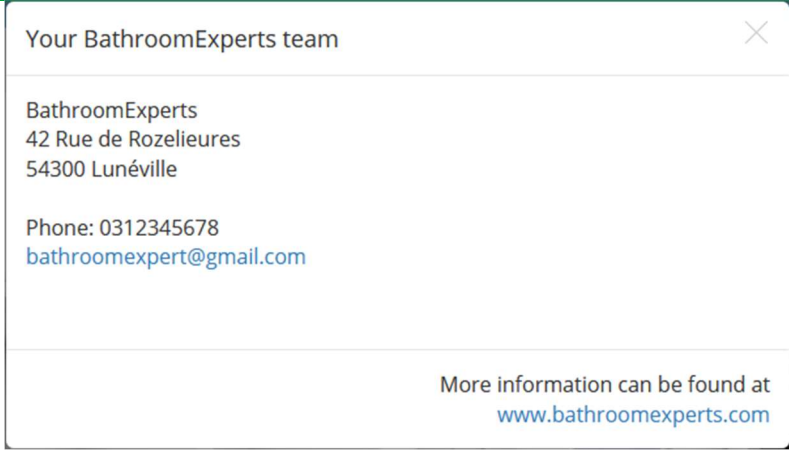 Your BathroomExperts team
BathroomExperts
42 Rue de Rozelieures
54300 Lunéville
Phone: 0312345678
bathroomexpert@gmail.com
More information can be found at
www.bathroomexperts.com